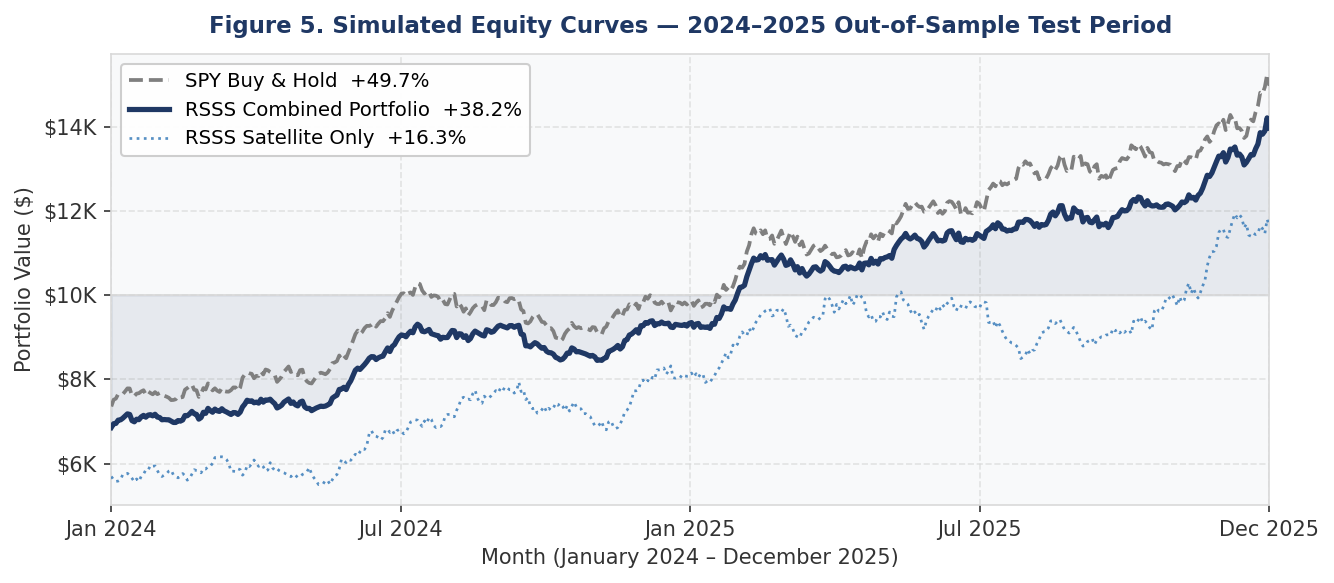 Figure 5. Simulated Equity Curves — 2024–2025 Out-of-Sample Test Period
SPY Buy & Hold +49.7%
RSSS Combined Portfolio +38.2%
RSSS Satellite Only +16.3%
Portfolio Value ($)
$14K
$12K
$10K
$8K
$6K
Jan 2024 Jul 2024 Jan 2025 Jul 2025 Dec 2025
Month (January 2024 – December 2025)